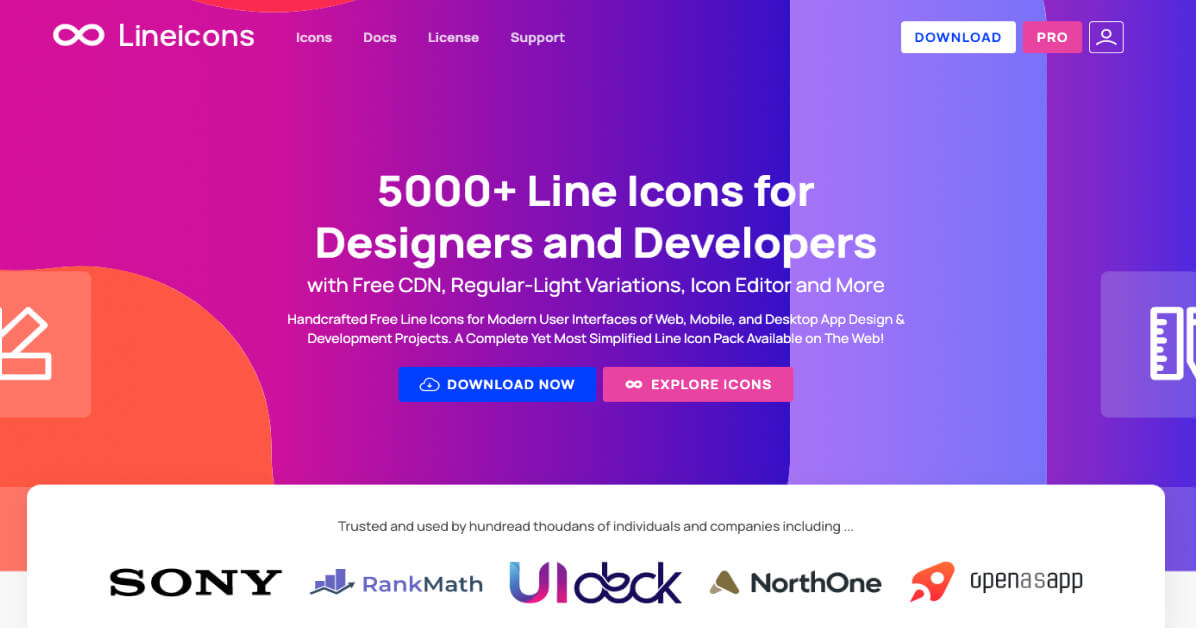 Lineicons
Icons
Docs
License
Support
DOWNLOAD
PRO
5000+ Line Icons for
Designers and Developers
with Free CDN, Regular-Light Variations, Icon Editor and More
Handcrafted Free Line Icons for Modern User Interfaces of Web, Mobile, and Desktop App Design &
Development Projects. A Complete Yet Most Simplified Line Icon Pack Available on The Web!
DOWNLOAD NOW
EXPLORE ICONS
Trusted and used by hundread thoudans of individuals and companies including ...
SONY
RankMath
UIdeck
NorthOne
openasapp